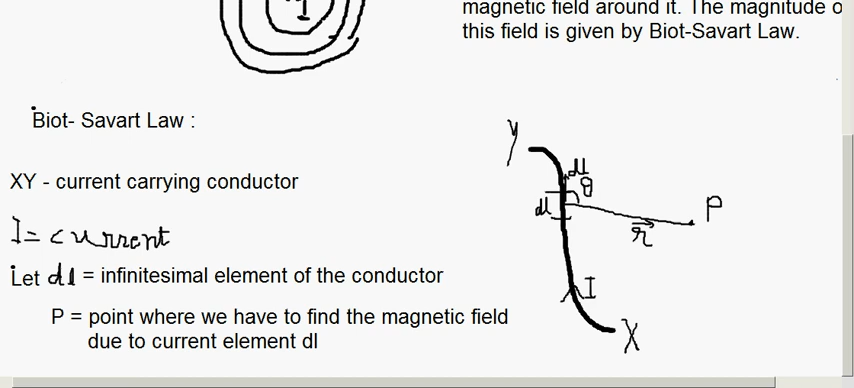 I
magnetic field around it. The magnitude o
this field is given by Biot-Savart Law.
Biot- Savart Law :
XY - current carrying conductor
I = current
Let dl = infinitesimal element of the conductor
P = point where we have to find the magnetic field
due to current element dl
Y
dl
θ
dl
P
r
I
X